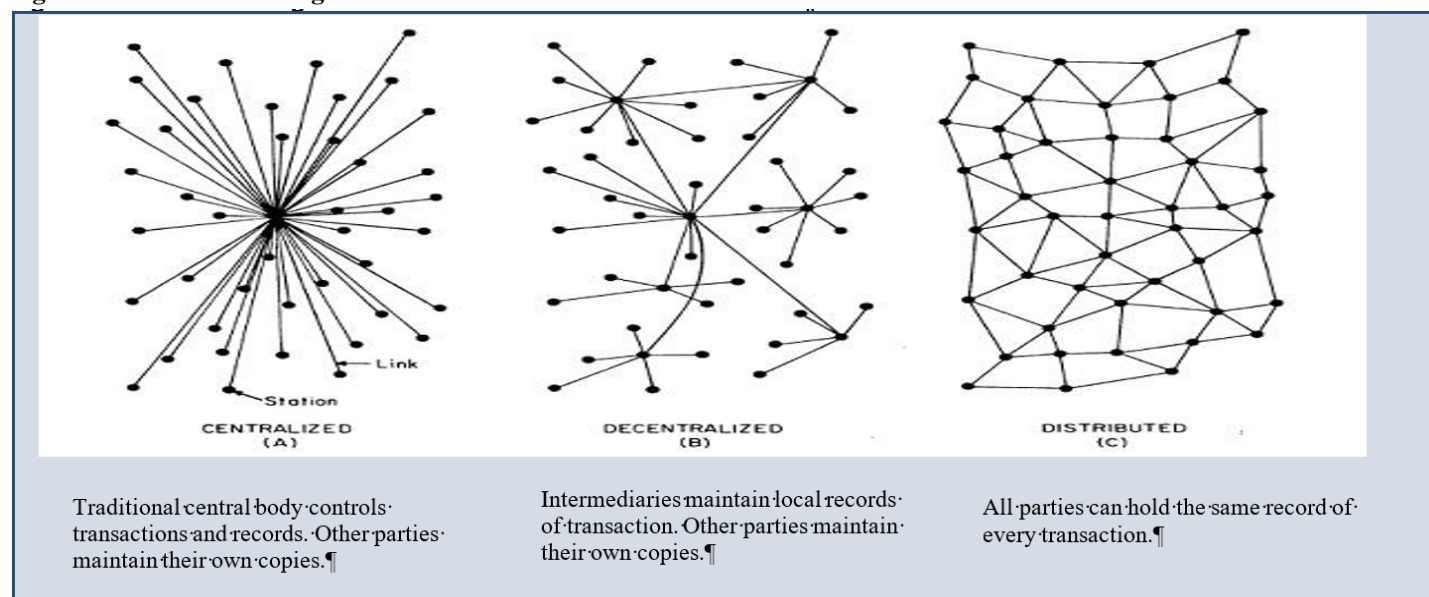 Link
Station
CENTRALIZED
(A)
DECENTRALIZED
(B)
DISTRIBUTED
(C)
Traditional·central·body·controls·
transactions·and·records.·Other·parties·
maintain·their·own·copies.¶
Intermediaries·maintain·local·records·
of·transaction.·Other·parties·maintain·
their·own·copies.¶
All·parties·can·hold·the·same·record·of·
every·transaction.¶